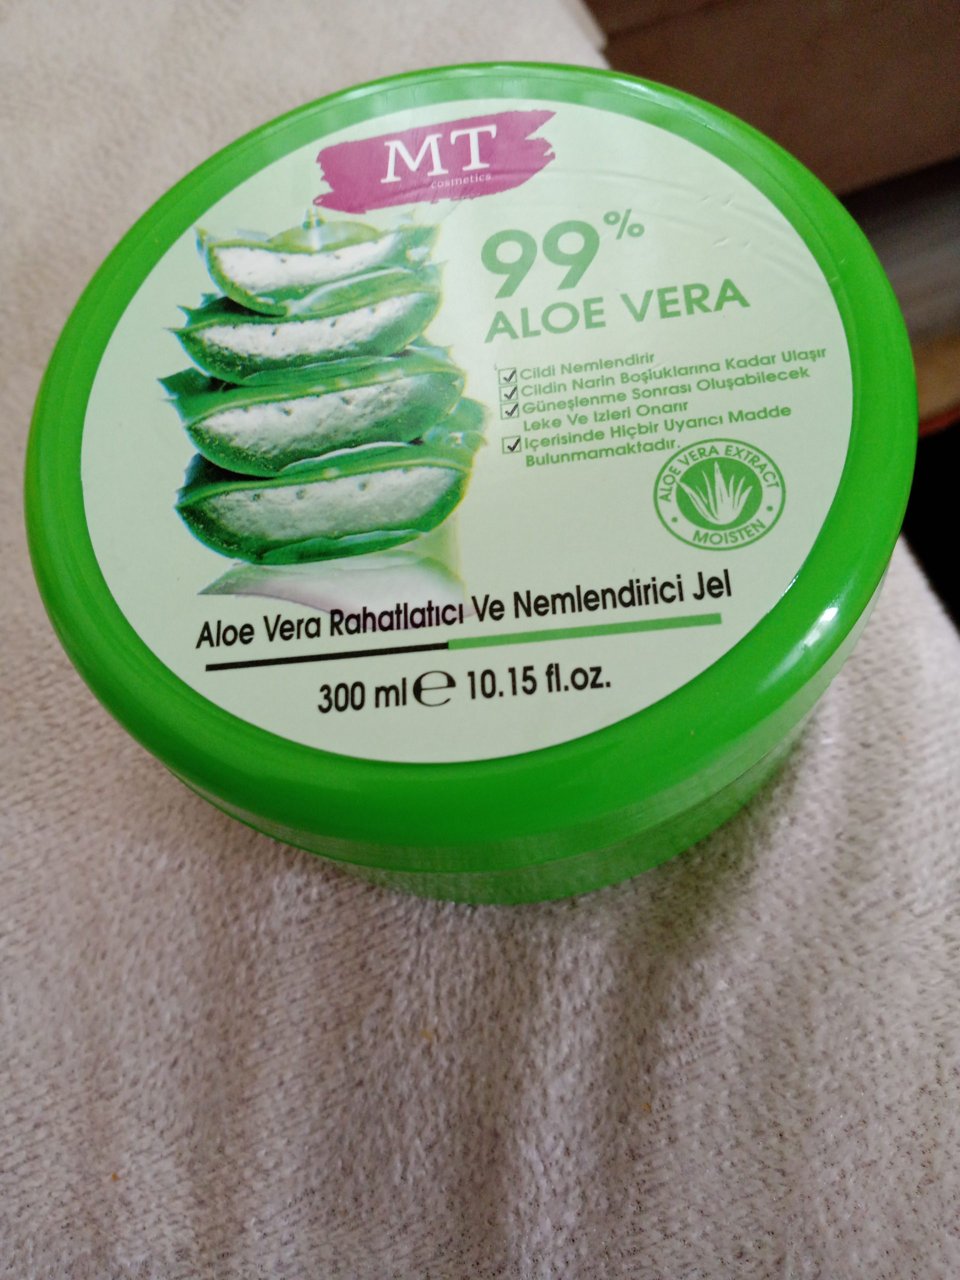 MT
cosmetics
99%
ALOE VERA
Cildi Nemlendirir
Cildin Narin Boşluklarına Kadar Ulaşır
Güneşlenme Sonrası Oluşabilecek
Leke Ve Izleri Onarır
Içerisinde Hiçbir Uyarıcı Madde
Bulunmamaktadır.
ALOE VERA EXTRACT
• MOISTEN •
Aloe Vera Rahatlatıcı Ve Nemlendirici Jel
300 ml ℮ 10.15 fl.oz.